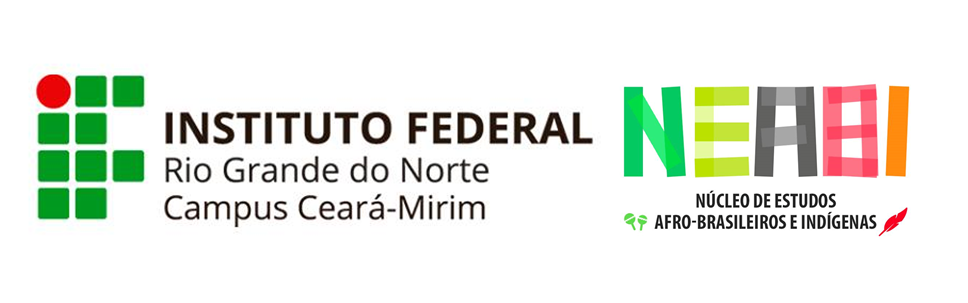 INSTITUTO FEDERAL
Rio Grande do Norte
Campus Ceará-Mirim
NEABI
NÚCLEO DE ESTUDOS
AFRO-BRASILEIROS E INDÍGENAS